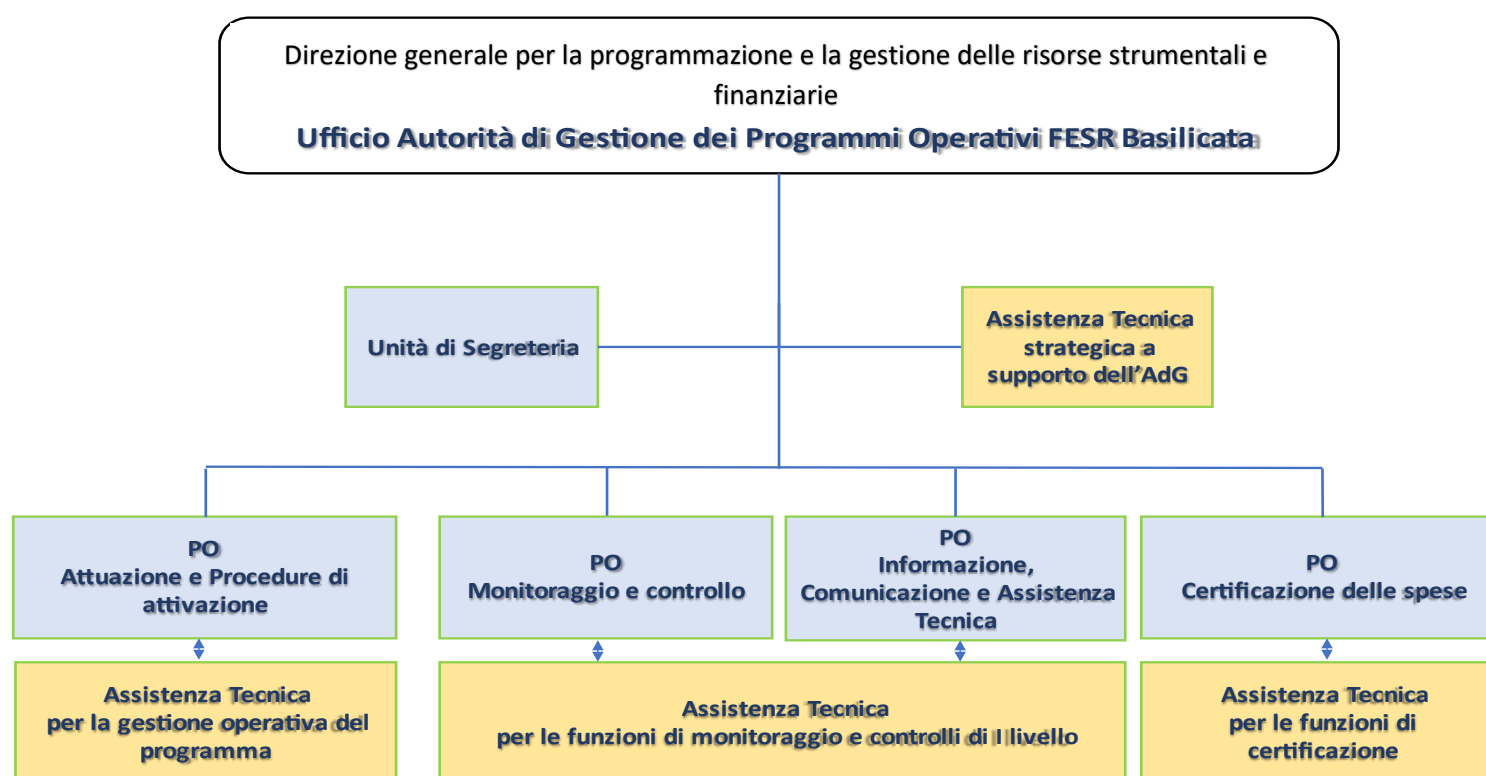 Direzione generale per la programmazione e la gestione delle risorse strumentali e
finanziarie
Ufficio Autorità di Gestione dei Programmi Operativi FESR Basilicata
Unità di Segreteria
Assistenza Tecnica
strategica a
supporto dell'AdG
PO
Attuazione e Procedure di
attivazione
PO
Monitoraggio e controllo
PO
Informazione,
Comunicazione e Assistenza
Tecnica
PO
Certificazione delle spese
Assistenza Tecnica
per la gestione operativa del
programma
Assistenza Tecnica
per le funzioni di monitoraggio e controlli di I livello
Assistenza Tecnica
per le funzioni di
certificazione